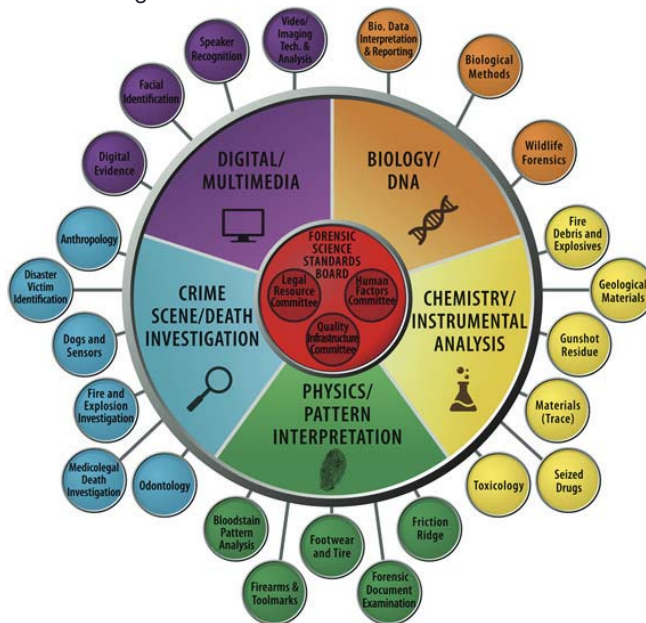 Video/
Imaging
Tech. &
Analysis
Bio. Data
Interpretation
& Reporting
Speaker
Recognition
Biological
Methods
Facial
Identification
Wildlife
Forensics
Digital
Evidence
DIGITAL/
MULTIMEDIA
BIOLOGY/
DNA
Anthropology
Fire
Debris and
Explosives
Disaster
Victim
Identification
FORENSIC
SCIENCE
STANDARDS
BOARD
Legal
Resource
Committee
Human
Factors
Committee
Quality
Infrastructure
Committee
Geological
Materials
CRIME
SCENE/DEATH
INVESTIGATION
CHEMISTRY/
INSTRUMENTAL
ANALYSIS
Dogs and
Sensors
Gunshot
Residue
Fire and
Explosion
Investigation
PHYSICS/
PATTERN
INTERPRETATION
Materials
(Trace)
Medicolegal
Death
Investigation
Odontology
Toxicology
Seized
Drugs
Bloodstain
Pattern
Analysis
Footwear
and Tire
Friction
Ridge
Firearms &
Toolmarks
Forensic
Document
Examination